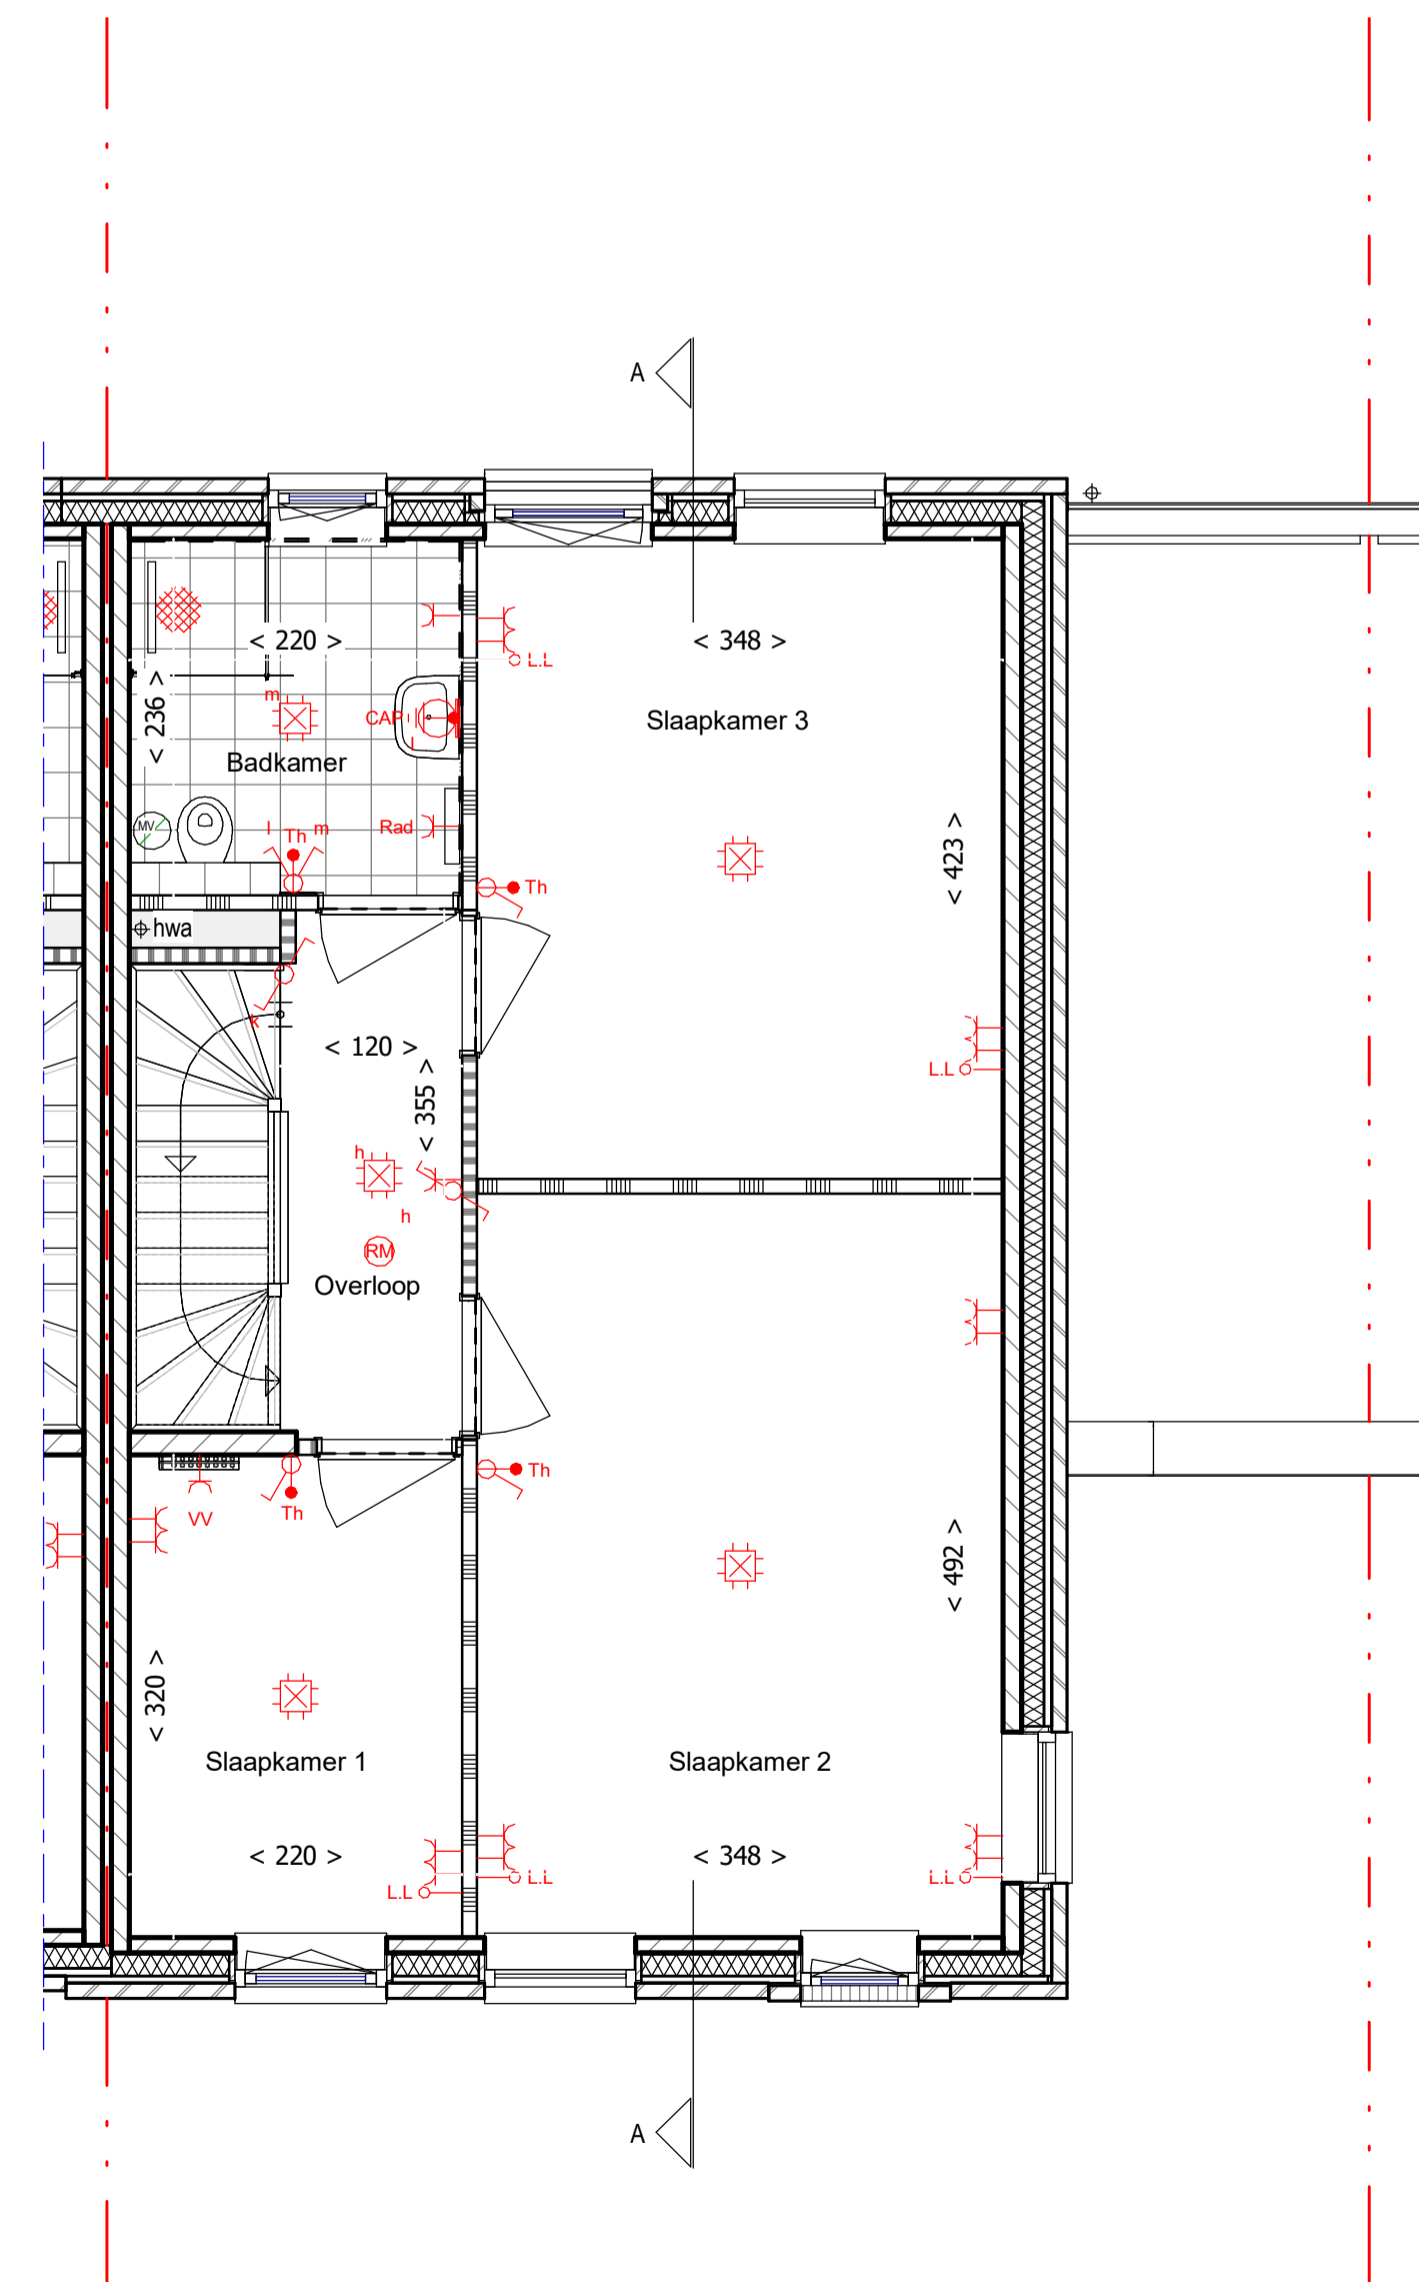 A
< 220 >
< 348 >
L.L
< 236 >
m
CAP
l
Slaapkamer 3
Badkamer
MV
l
Th
m
Rad
< 423 >
Th
hwa
k
< 120 >
< 355 >
L.L
h
h
RM
Overloop
Th
VV
Th
< 492 >
< 320 >
Slaapkamer 1
Slaapkamer 2
< 220 >
< 348 >
L.L
L.L
L.L
A